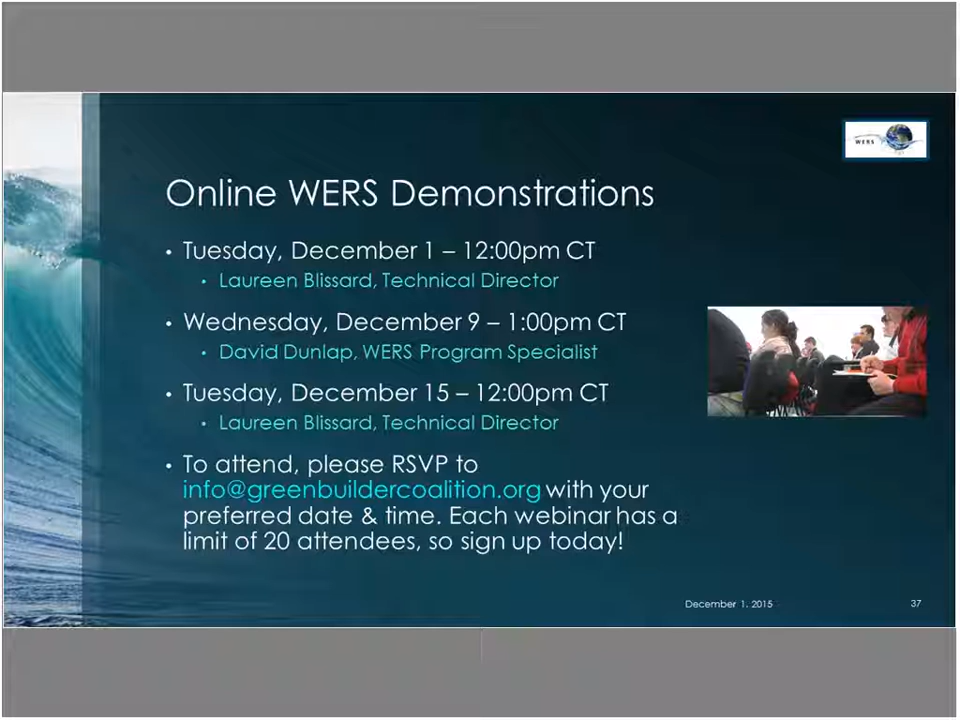 WERS
Online WERS Demonstrations
• Tuesday, December 1 – 12:00pm CT
• Laureen Blissard, Technical Director
• Wednesday, December 9 – 1:00pm CT
• David Dunlap, WERS Program Specialist
• Tuesday, December 15 – 12:00pm CT
• Laureen Blissard, Technical Director
• To attend, please RSVP to
info@greenbuildercoalition.org with your
preferred date & time. Each webinar has a
limit of 20 attendees, so sign up today!
December 1, 2015
37